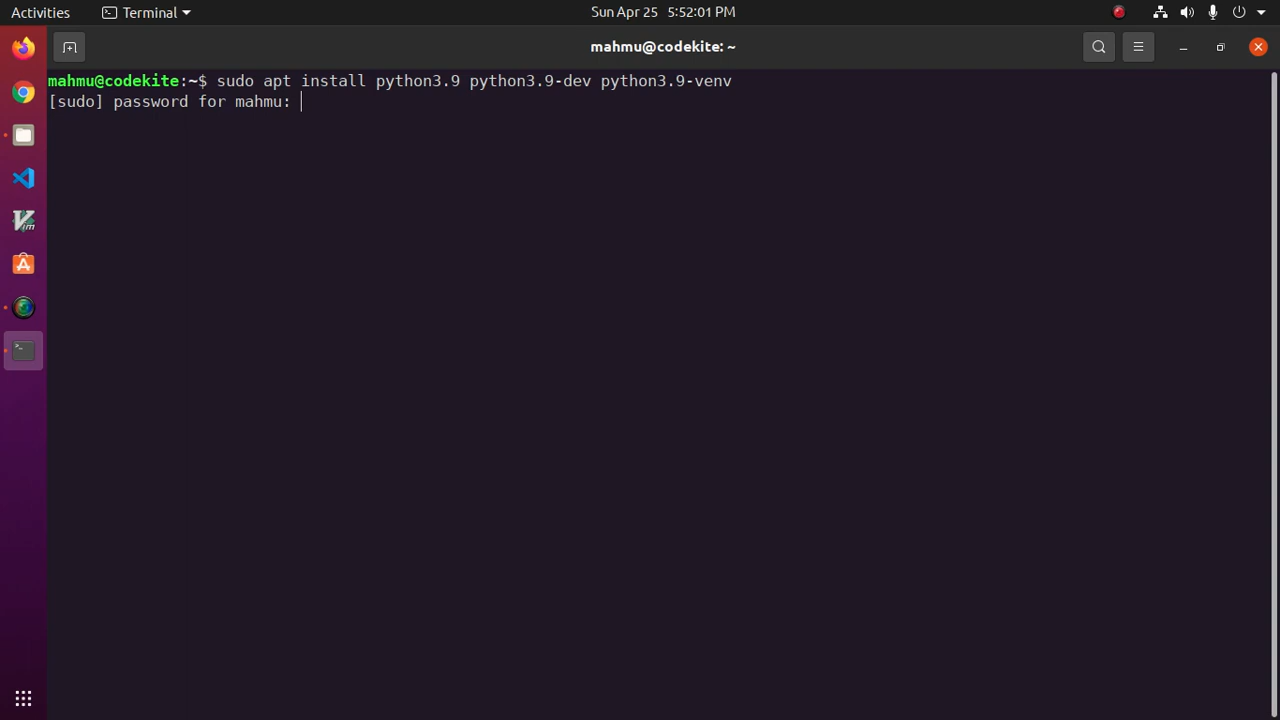 Activities
Terminal
Sun Apr 25 5:52:01 PM
mahmu@codekite: ~
mahmu@codekite:~$ sudo apt install python3.9 python3.9-dev python3.9-venv
[sudo] password for mahmu: